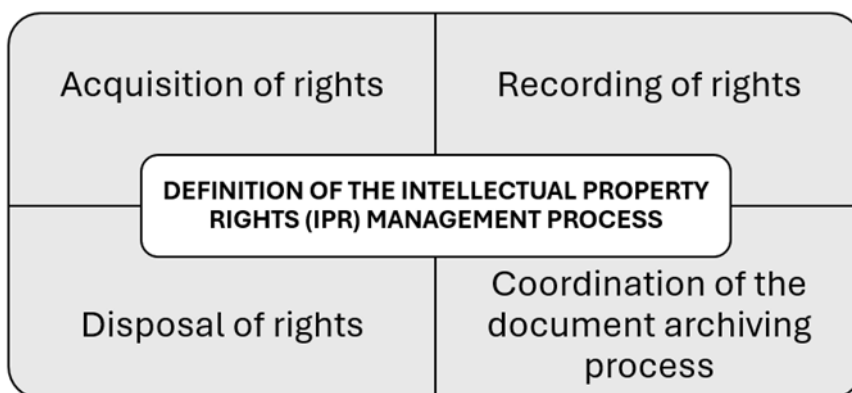 Acquisition of rights
Recording of rights
DEFINITION OF THE INTELLECTUAL PROPERTY
RIGHTS (IPR) MANAGEMENT PROCESS
Disposal of rights
Coordination of the
document archiving
process